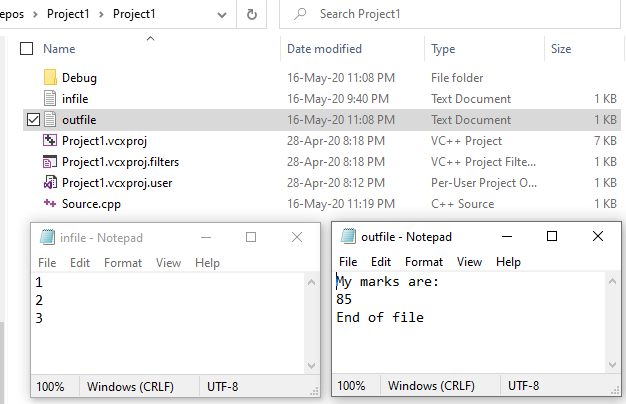 epos > Project1 > Project1
Search Project1
Name Date modified Type Size
Debug 16-May-20 11:08 PM File folder
infile 16-May-20 9:40 PM Text Document 1 KB
outfile 16-May-20 11:08 PM Text Document 1 KB
Project1.vcxproj 28-Apr-20 8:18 PM VC++ Project 7 KB
Project1.vcxproj.filters 28-Apr-20 8:18 PM VC++ Project Filte... 1 KB
Project1.vcxproj.user 28-Apr-20 8:12 PM Per-User Project O... 1 KB
Source.cpp 16-May-20 11:19 PM C++ Source 1 KB
infile - Notepad
File Edit Format View Help
1
2
3
100% Windows (CRLF) UTF-8
outfile - Notepad
File Edit Format View Help
My marks are:
85
End of file
100% Windows (CRLF) UTF-8